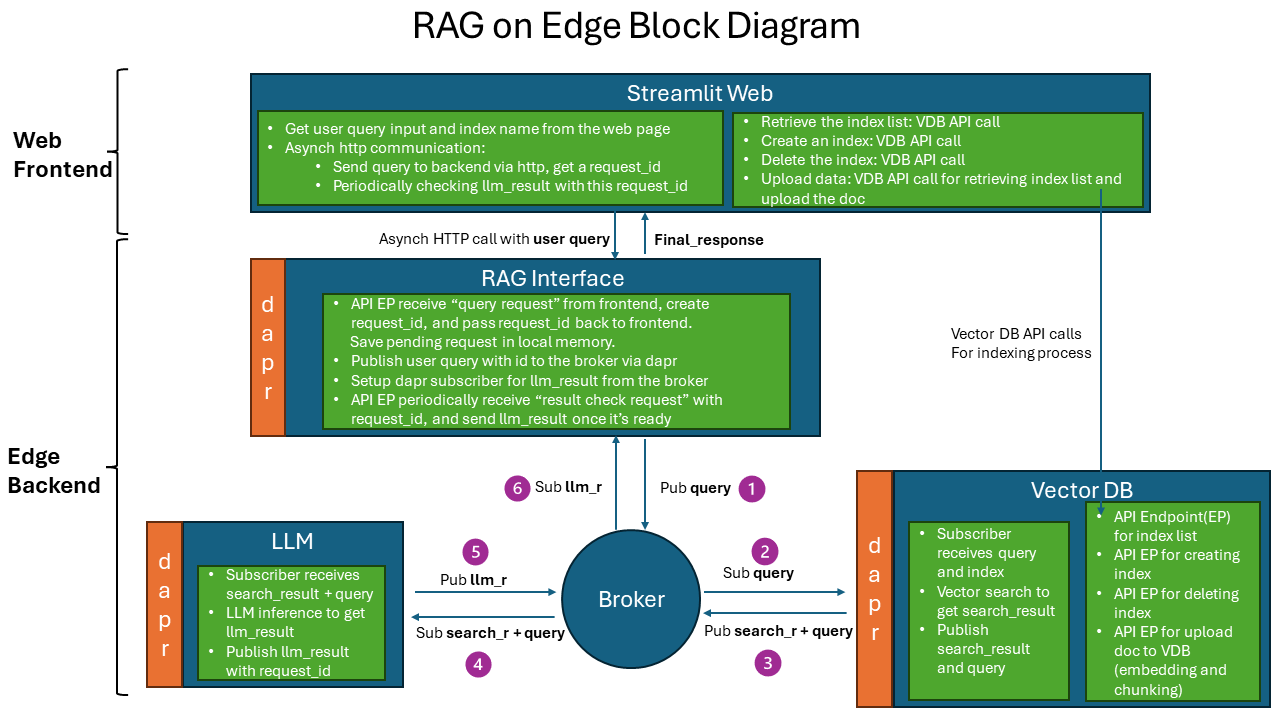 RAG on Edge Block Diagram
Web
Frontend
Streamlit Web
• Get user query input and index name from the web page
• Asynch http communication:
• Send query to backend via http, get a request_id
• Periodically checking llm_result with this request_id
• Retrieve the index list: VDB API call
• Create an index: VDB API call
• Delete the index: VDB API call
• Upload data: VDB API call for retrieving index list and
upload the doc
Asynch HTTP call with user query
Final_response
Edge
Backend
d
a
p
r
RAG Interface
• API EP receive “query request” from frontend, create
request_id, and pass request_id back to frontend.
Save pending request in local memory.
• Publish user query with id to the broker via dapr
• Setup dapr subscriber for llm_result from the broker
• API EP periodically receive “result check request” with
request_id, and send llm_result once it’s ready
Vector DB API calls
For indexing process
6 Sub llm_r
Pub query 1
d
a
p
r
LLM
• Subscriber receives
search_result + query
• LLM inference to get
llm_result
• Publish llm_result
with request_id
5
Pub llm_r
Sub search_r + query
4
Broker
2
Sub query
Pub search_r + query
3
d
a
p
r
Vector DB
• Subscriber
receives query
and index
• Vector search to
get search_result
• Publish
search_result
and query
• API Endpoint(EP)
for index list
• API EP for creating
index
• API EP for deleting
index
• API EP for upload
doc to VDB
(embedding and
chunking)